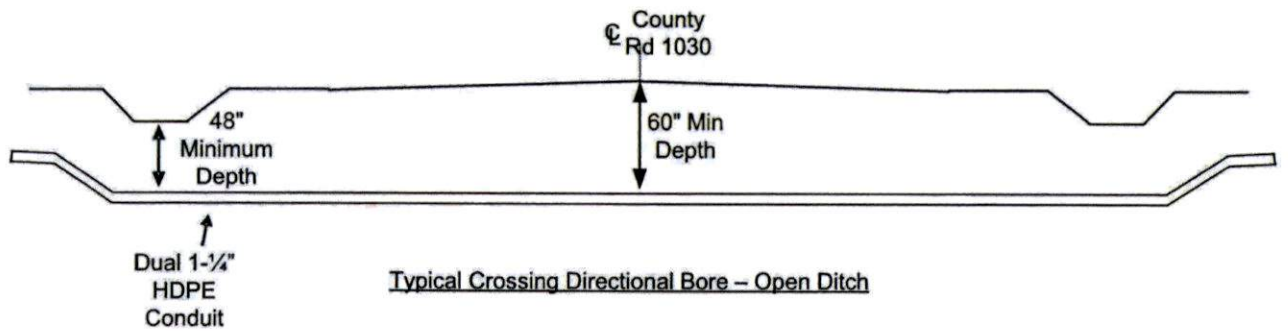 ℄ County
Rd 1030
48"
Minimum
Depth
60" Min
Depth
Dual 1-¼"
HDPE
Conduit
Typical Crossing Directional Bore – Open Ditch